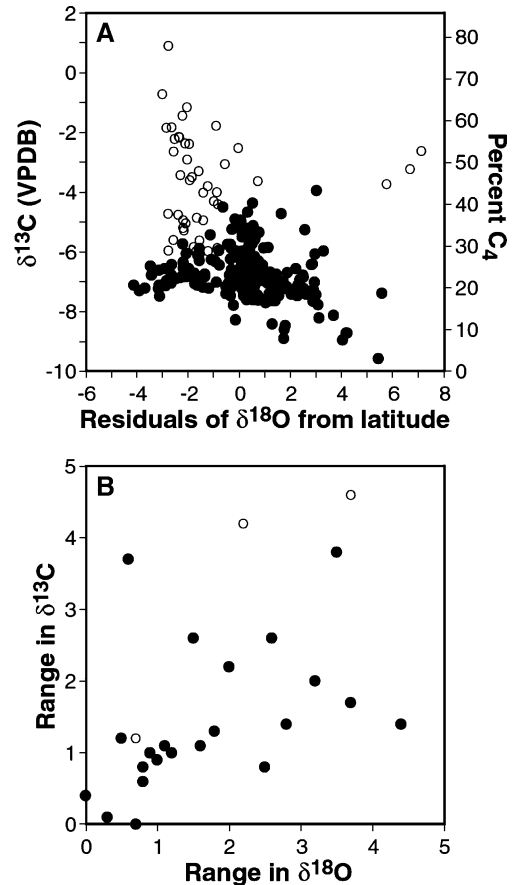 A
2
0
-2
-4
-6
-8
-10
δ13C (VPDB)
80
70
60
50
40
30
20
10
0
Percent C4
-6 -4 -2 0 2 4 6 8
Residuals of δ18O from latitude
B
5
4
3
2
1
0
Range in δ13C
0 1 2 3 4 5
Range in δ18O